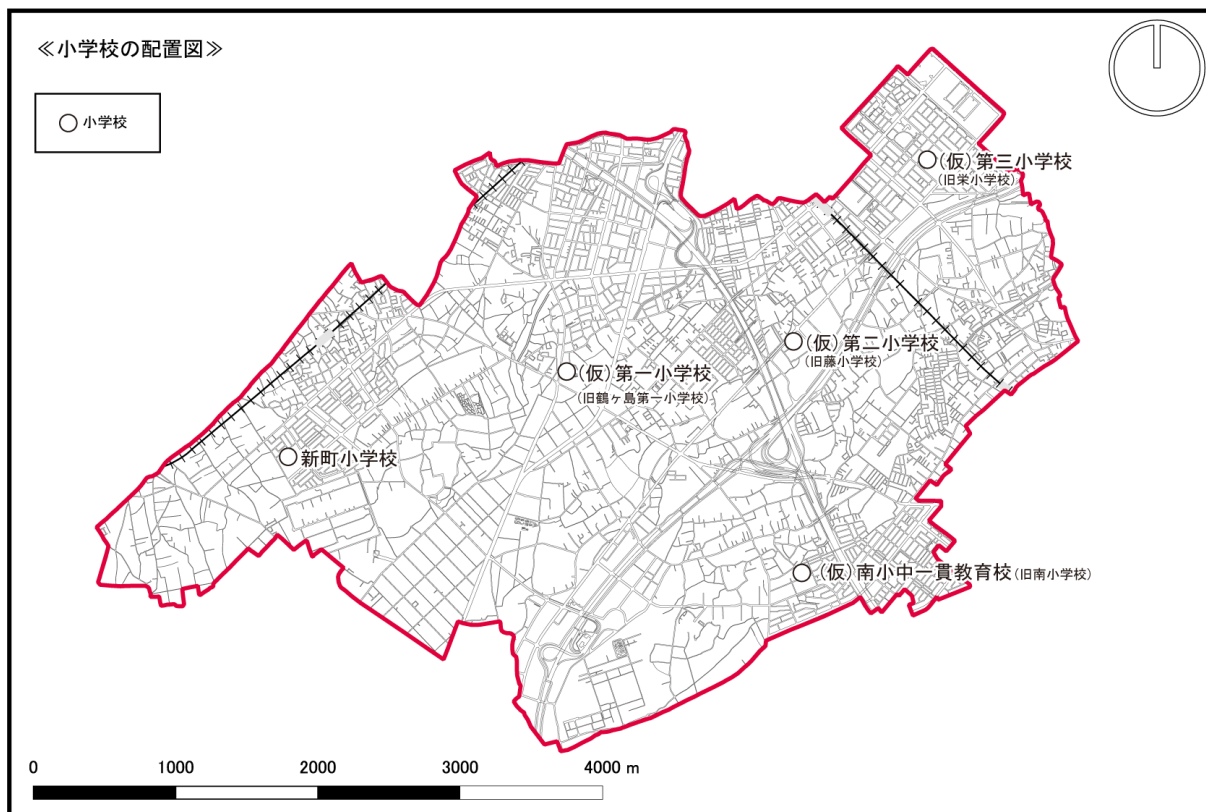 ≪小学校の配置図≫
小学校
(仮)第三小学校
(旧栄小学校)
(仮)第二小学校
(旧藤小学校)
(仮)第一小学校
(旧鶴ヶ島第一小学校)
新町小学校
(仮)南小中一貫教育校(旧南小学校)
0 1000 2000 3000 4000 m